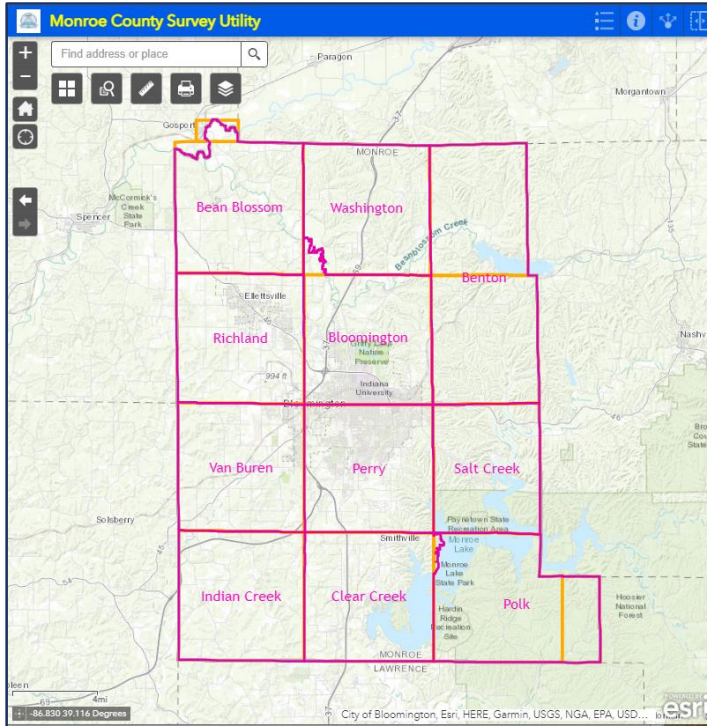 Monroe County Survey Utility
Find address or place
Paragon
Morgantown
Gosport
MONROE
McCormick's
Creek
State
Park
Spencer
Bean Blossom
Washington
Beanblossom Creek
Benton
Ellettsville
Richland
Bloomington
Griffy Lake
Nature
Preserve
994 ft
Indiana
University
Bloomington
Van Buren
Perry
Salt Creek
Solsberry
Paynetown State
Recreation Area
Smithville
Monroe
Lake
Monroe
Lake
State Park
Indian Creek
Clear Creek
Polk
Hardin
Ridge
Recreation
Site
Hoosier
National
Forest
MONROE
LAWRENCE
4mi
-86.830 39.116 Degrees
City of Bloomington, Esri, HERE, Garmin, USGS, NGA, EPA, USD...
esri